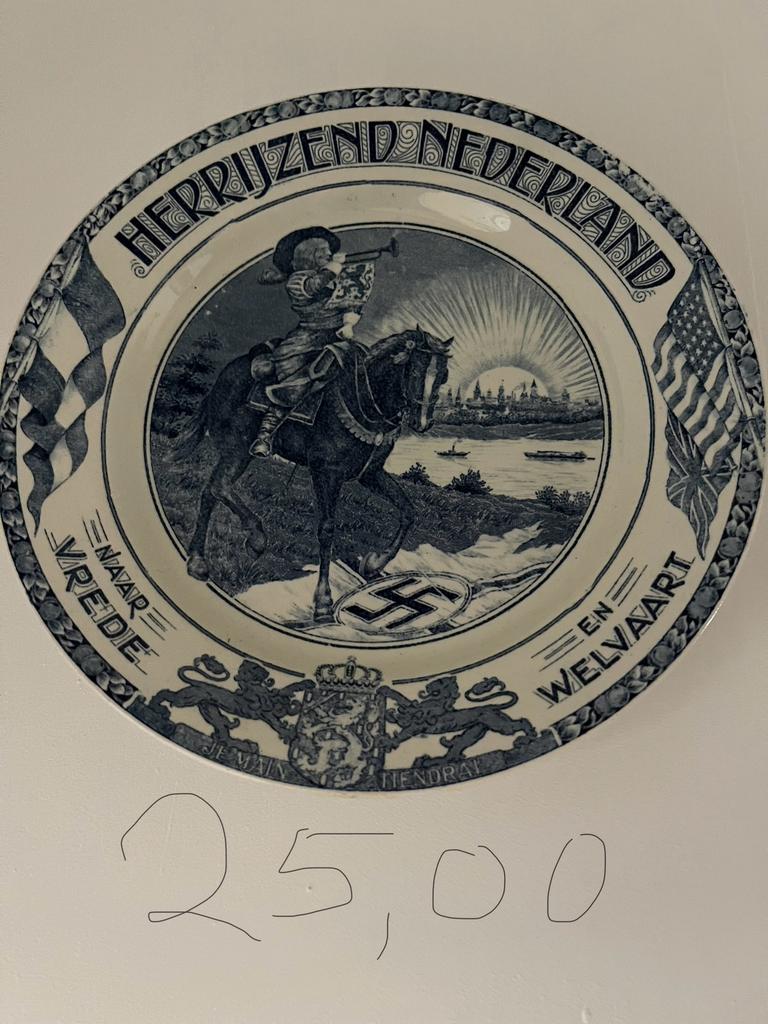 HERRIJZEND NEDERLAND
NAAR
VREDE
EN
WELVAART
JE MAIN TIENDRAI
25,00